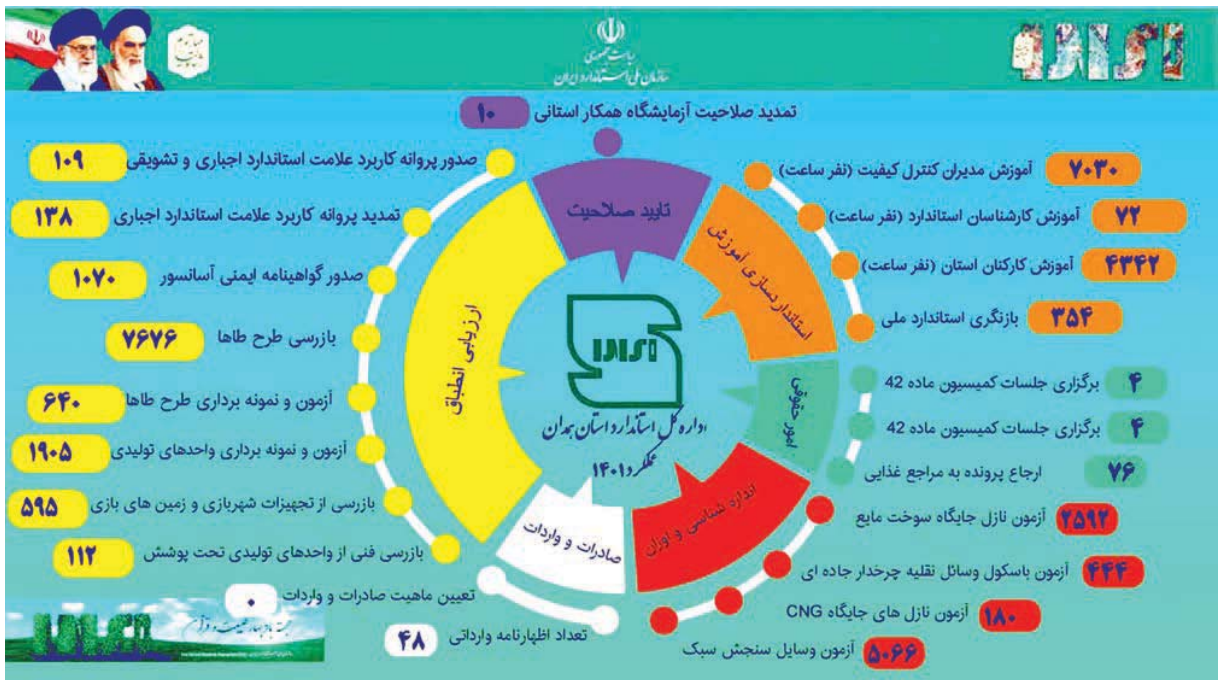 ریاست جمهوری
سازمان ملی استاندارد ایران
تمدید صلاحیت آزمایشگاه همکار استانی ۱۰
آموزش مدیران کنترل کیفیت (نفر ساعت) ۷۰۳۰
آموزش کارشناسان استاندارد (نفر ساعت) ۷۲
آموزش کارکنان استان (نفر ساعت) ۴۳۴۲
بازنگری استاندارد ملی ۳۵۴
برگزاری جلسات کمیسیون ماده 42 ۴
برگزاری جلسات کمیسیون ماده 42 ۴
ارجاع پرونده به مراجع غذایی ۷۶
آزمون نازل جایگاه سوخت مایع ۲۵۹۲
آزمون باسکول وسائل نقلیه چرخدار جاده ای ۴۴۴
آزمون نازل های جایگاه CNG ۱۸۰
آزمون وسایل سنجش سبک ۵۰۶۶
تایید صلاحیت
استانداردسازی آموزش
امور حقوقی
اندازه شناسی و اوزان
صادرات و واردات
ارزیابی انطباق
اداره کل استاندارد استان همدان
عملکرد ۱۴۰۱
صدور پروانه کاربرد علامت استاندارد اجباری و تشویقی ۱۰۹
تمدید پروانه کاربرد علامت استاندارد اجباری ۱۳۸
صدور گواهینامه ایمنی آسانسور ۱۰۷۰
بازرسی طرح طاها ۷۶۷۶
آزمون و نمونه برداری طرح طاها ۶۴۰
آزمون و نمونه برداری واحدهای تولیدی ۱۹۰۵
بازرسی از تجهیزات شهربازی و زمین های بازی ۵۹۵
بازرسی فنی از واحدهای تولیدی تحت پوشش ۱۱۲
تعیین ماهیت صادرات و واردات ۰
تعداد اظهارنامه وارداتی ۴۸